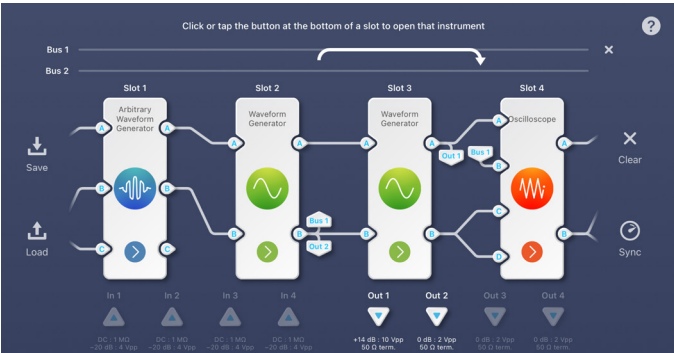 Click or tap the button at the bottom of a slot to open that instrument
?
Bus 1
×
Bus 2
Slot 1
Slot 2
Slot 3
Slot 4
Arbitrary
Waveform
Generator
Waveform
Generator
Waveform
Generator
Oscilloscope
A
A
A
A
A
A
A
A
Save
Out 1
Bus 1
B
Clear
B
B
Bus 1
C
B
B
B
B
B
Out 2
C
C
D
Load
Sync
In 1
In 2
In 3
In 4
Out 1
Out 2
Out 3
Out 4
DC : 1 MΩ
-20 dB : 4 Vpp
DC : 1 MΩ
-20 dB : 4 Vpp
DC : 1 MΩ
-20 dB : 4 Vpp
DC : 1 MΩ
-20 dB : 4 Vpp
+14 dB : 10 Vpp
50 Ω term.
0 dB : 2 Vpp
50 Ω term.
0 dB : 2 Vpp
50 Ω term.
0 dB : 2 Vpp
50 Ω term.